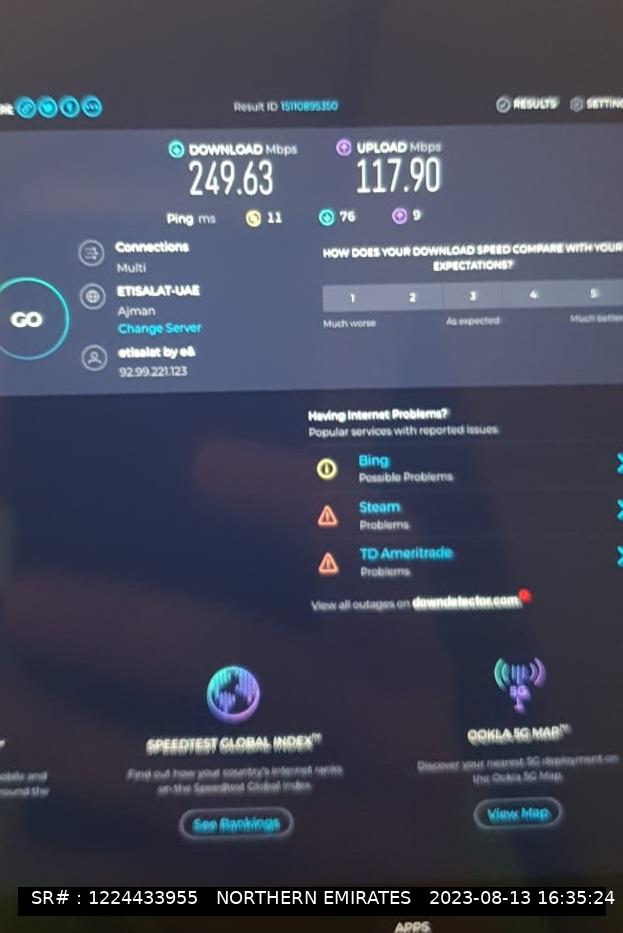 Result ID 15110895350
RESULTS
DOWNLOAD Mbps
249.63
UPLOAD Mbps
117.90
Ping ms 11 76 9
Connections
Multi
ETISALAT-UAE
Ajman
Change Server
etisalat by e&
92.99.221.123
GO
HOW DOES YOUR DOWNLOAD SPEED COMPARE WITH YOUR
EXPECTATIONS?
1 2 3 4 5
Much worse As expected Much better
Having Internet Problems?
Popular services with reported issues
Bing
Possible Problems
Steam
Problems
TD Ameritrade
Problems
View all outages on downdetector.com
SPEEDTEST GLOBAL INDEX™
Find out how your country's internet ranks
on the Speedtest Global Index.
See Rankings
OOKLA 5G MAP™
Discover your nearest 5G deployment on
the Ookla 5G Map.
View Map
SR# : 1224433955 NORTHERN EMIRATES 2023-08-13 16:35:24
APPS